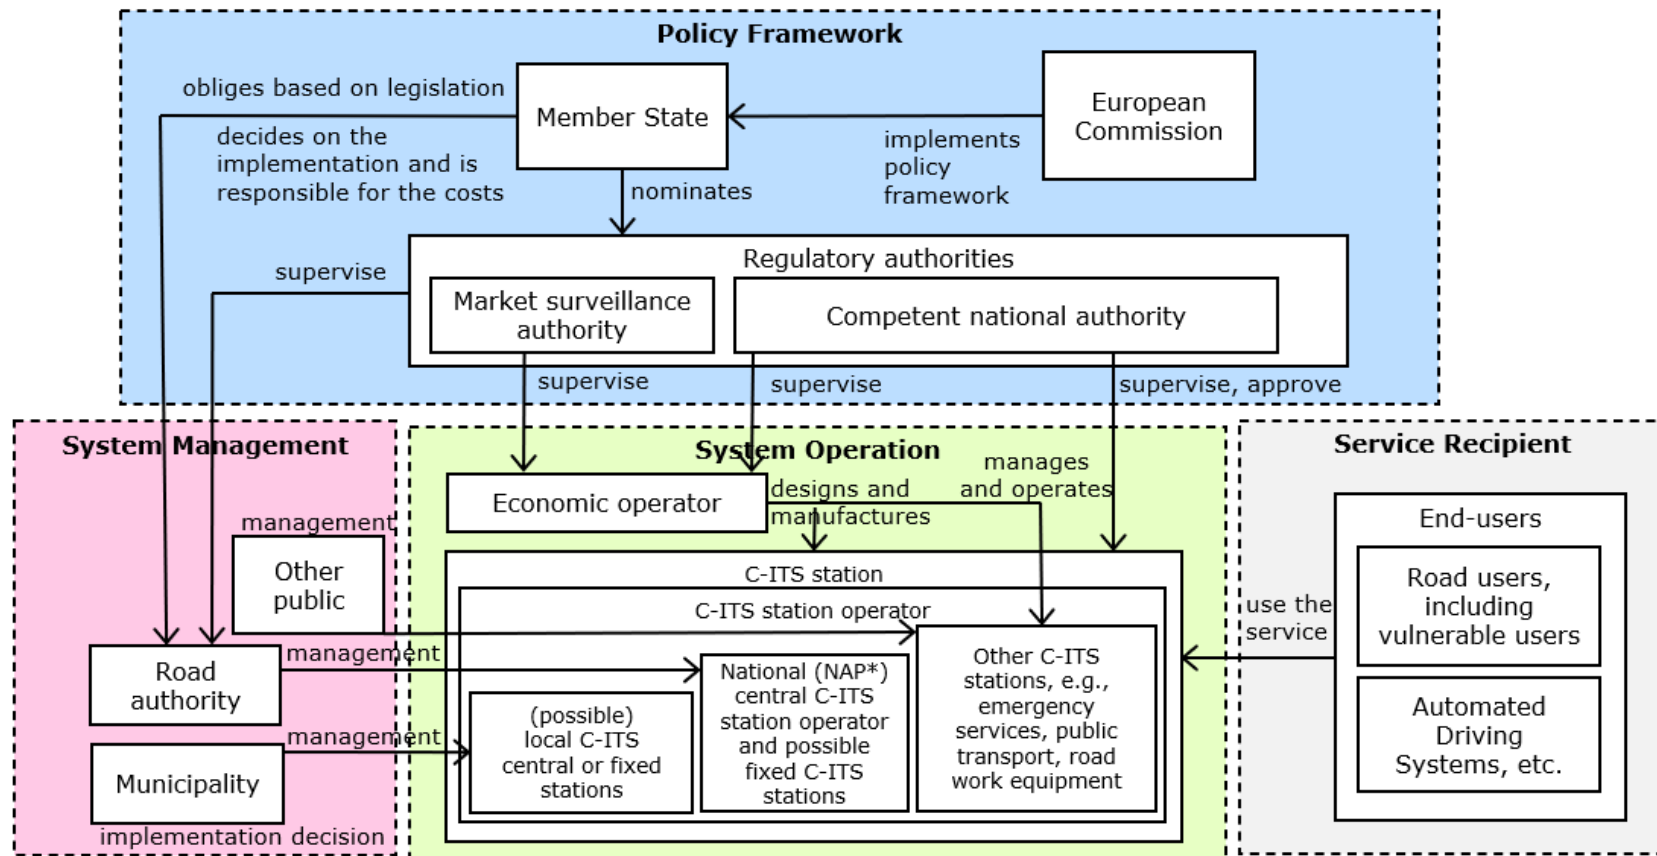 Policy Framework
obliges based on legislation
decides on the
implementation and is
responsible for the costs
Member State
implements
policy
framework
European
Commission
nominates
supervise
Regulatory authorities
Market surveillance
authority
Competent national authority
supervise
supervise
supervise, approve
System Management
management
Other
public
management
Road
authority
management
Municipality
implementation decision
System Operation
Economic operator
designs and
manufactures
manages
and operates
C-ITS station
C-ITS station operator
(possible)
local C-ITS
central or fixed
stations
National (NAP*)
central C-ITS
station operator
and possible
fixed C-ITS
stations
Other C-ITS
stations, e.g.,
emergency
services, public
transport, road
work equipment
Service Recipient
use the
service
End-users
Road users,
including
vulnerable users
Automated
Driving
Systems, etc.